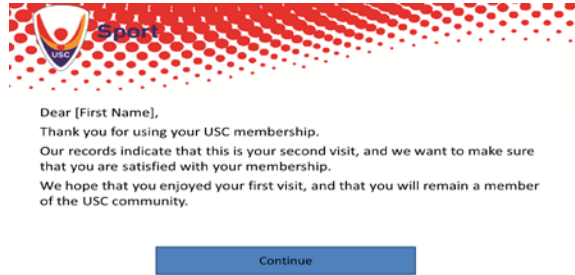 Sport
USC
Dear [First Name],
Thank you for using your USC membership.
Our records indicate that this is your second visit, and we want to make sure
that you are satisfied with your membership.
We hope that you enjoyed your first visit, and that you will remain a member
of the USC community.
Continue